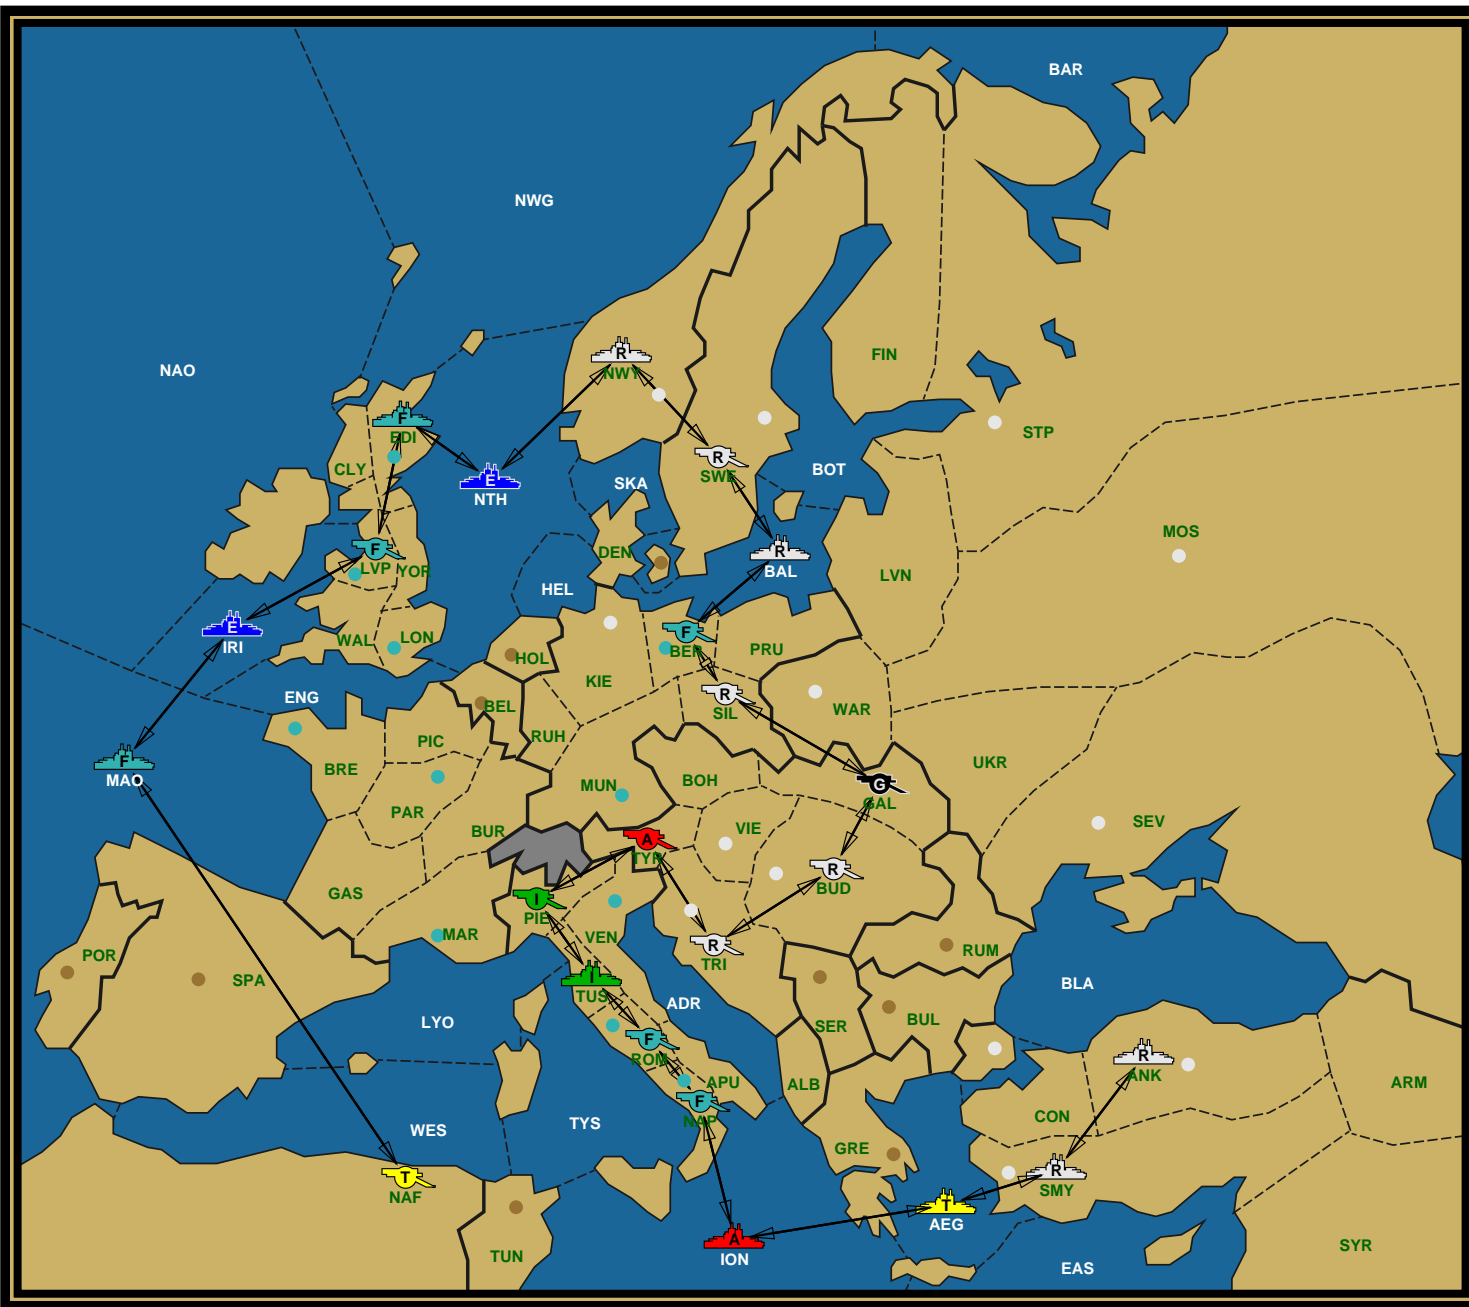 BAR
NWG
NAO
R
NWY
FIN
F
EDI
STP
CLY
R
SWE
BOT
SKA
E
NTH
MOS
F
LVP
YOR
DEN
R
BAL
LVN
HEL
E
IRI
WAL
LON
HOL
F
BER
PRU
KIE
ENG
BEL
R
SIL
WAR
PIC
RUH
F
MAO
BRE
UKR
MUN
BOH
G
GAL
PAR
BUR
VIE
SEV
A
TYR
GAS
R
BUD
I
PIE
MAR
VEN
R
TRI
RUM
POR
SPA
I
TUS
ADR
BLA
LYO
SER
BUL
F
ROM
R
ANK
APU
ALB
ARM
F
NAP
CON
WES
TYS
GRE
T
NAF
R
SMY
T
AEG
A
ION
TUN
EAS
SYR